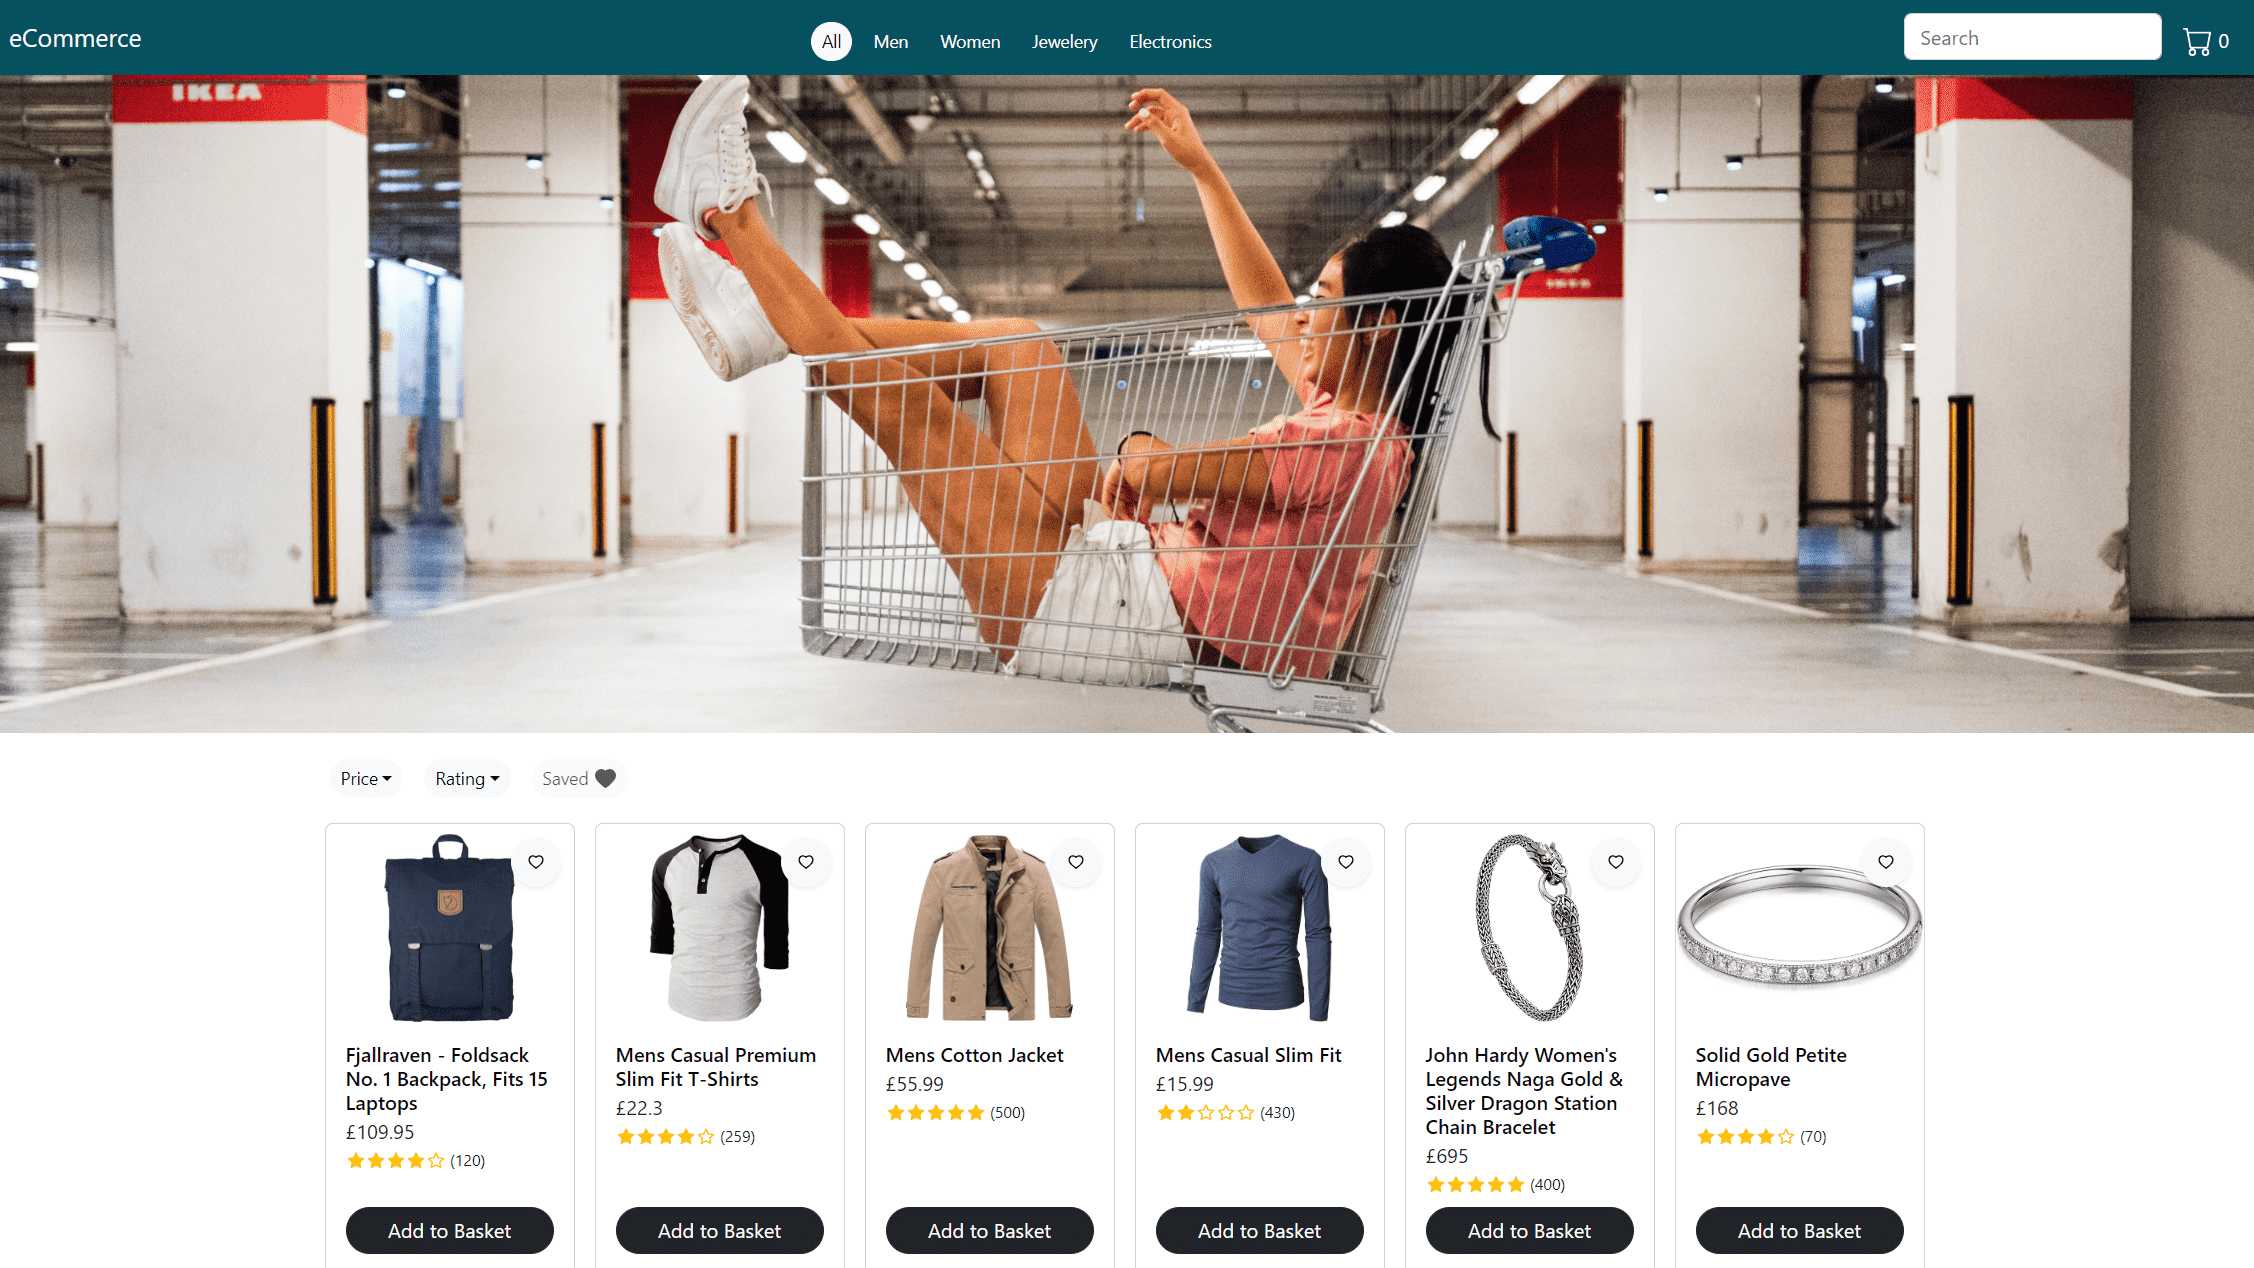 eCommerce
All Men Women Jewelery Electronics
Search
0
IKEA
Price
Rating
Saved
Fjallraven - Foldsack
No. 1 Backpack, Fits 15
Laptops
£109.95
(120)
Add to Basket
Mens Casual Premium
Slim Fit T-Shirts
£22.3
(259)
Add to Basket
Mens Cotton Jacket
£55.99
(500)
Add to Basket
Mens Casual Slim Fit
£15.99
(430)
Add to Basket
John Hardy Women's
Legends Naga Gold &
Silver Dragon Station
Chain Bracelet
£695
(400)
Add to Basket
Solid Gold Petite
Micropave
£168
(70)
Add to Basket